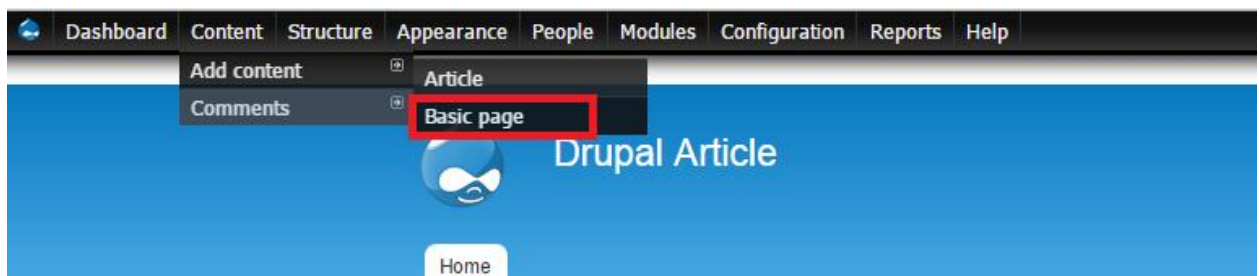 Dashboard Content Structure Appearance People Modules Configuration Reports Help
Add content
Article
Comments
Basic page
Drupal Article
Home